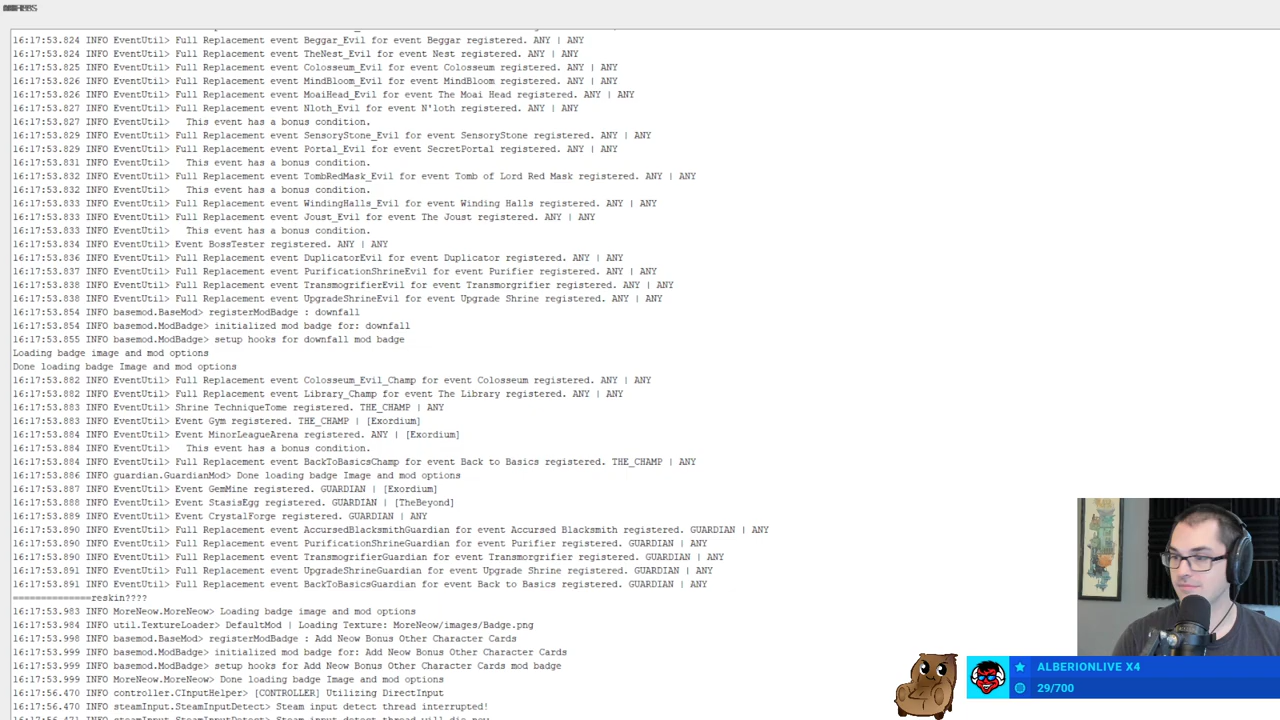 16:17:53.824 INFO EventUtil> Full Replacement event Beggar_Evil for event Beggar registered. ANY | ANY
16:17:53.824 INFO EventUtil> Full Replacement event TheNest_Evil for event Nest registered. ANY | ANY
16:17:53.825 INFO EventUtil> Full Replacement event Colosseum_Evil for event Colosseum registered. ANY | ANY
16:17:53.826 INFO EventUtil> Full Replacement event MindBloom_Evil for event MindBloom registered. ANY | ANY
16:17:53.826 INFO EventUtil> Full Replacement event MoaiHead_Evil for event The Moai Head registered. ANY | ANY
16:17:53.827 INFO EventUtil> Full Replacement event Nloth_Evil for event N'loth registered. ANY | ANY
16:17:53.827 INFO EventUtil>   This event has a bonus condition.
16:17:53.829 INFO EventUtil> Full Replacement event SensoryStone_Evil for event SensoryStone registered. ANY | ANY
16:17:53.829 INFO EventUtil> Full Replacement event Portal_Evil for event SecretPortal registered. ANY | ANY
16:17:53.831 INFO EventUtil>   This event has a bonus condition.
16:17:53.832 INFO EventUtil> Full Replacement event TombRedMask_Evil for event Tomb of Lord Red Mask registered. ANY | ANY
16:17:53.832 INFO EventUtil>   This event has a bonus condition.
16:17:53.833 INFO EventUtil> Full Replacement event WindingHalls_Evil for event Winding Halls registered. ANY | ANY
16:17:53.833 INFO EventUtil> Full Replacement event Joust_Evil for event The Joust registered. ANY | ANY
16:17:53.833 INFO EventUtil>   This event has a bonus condition.
16:17:53.834 INFO EventUtil> Event BossTester registered. ANY | ANY
16:17:53.836 INFO EventUtil> Full Replacement event DuplicatorEvil for event Duplicator registered. ANY | ANY
16:17:53.837 INFO EventUtil> Full Replacement event PurificationShrineEvil for event Purifier registered. ANY | ANY
16:17:53.838 INFO EventUtil> Full Replacement event TransmogrifierEvil for event Transmorgrifier registered. ANY | ANY
16:17:53.838 INFO EventUtil> Full Replacement event UpgradeShrineEvil for event Upgrade Shrine registered. ANY | ANY
16:17:53.854 INFO basemod.BaseMod> registerModBadge : downfall
16:17:53.854 INFO basemod.ModBadge> initialized mod badge for: downfall
16:17:53.855 INFO basemod.ModBadge> setup hooks for downfall mod badge
Loading badge image and mod options
Done loading badge Image and mod options
16:17:53.882 INFO EventUtil> Full Replacement event Colosseum_Evil_Champ for event Colosseum registered. ANY | ANY
16:17:53.882 INFO EventUtil> Full Replacement event Library_Champ for event The Library registered. ANY | ANY
16:17:53.883 INFO EventUtil> Shrine TechniqueTome registered. THE_CHAMP | ANY
16:17:53.883 INFO EventUtil> Event Gym registered. THE_CHAMP | [Exordium]
16:17:53.884 INFO EventUtil> Event MinorLeagueArena registered. ANY | [Exordium]
16:17:53.884 INFO EventUtil>   This event has a bonus condition.
16:17:53.884 INFO EventUtil> Full Replacement event BackToBasicsChamp for event Back to Basics registered. THE_CHAMP | ANY
16:17:53.886 INFO guardian.GuardianMod> Done loading badge Image and mod options
16:17:53.887 INFO EventUtil> Event GemMine registered. GUARDIAN | [Exordium]
16:17:53.888 INFO EventUtil> Event StasisEgg registered. GUARDIAN | [TheBeyond]
16:17:53.889 INFO EventUtil> Event CrystalForge registered. GUARDIAN | ANY
16:17:53.890 INFO EventUtil> Full Replacement event AccursedBlacksmithGuardian for event Accursed Blacksmith registered. GUARDIAN | ANY
16:17:53.890 INFO EventUtil> Full Replacement event PurificationShrineGuardian for event Purifier registered. GUARDIAN | ANY
16:17:53.890 INFO EventUtil> Full Replacement event TransmogrifierGuardian for event Transmorgrifier registered. GUARDIAN | ANY
16:17:53.891 INFO EventUtil> Full Replacement event UpgradeShrineGuardian for event Upgrade Shrine registered. GUARDIAN | ANY
16:17:53.891 INFO EventUtil> Full Replacement event BackToBasicsGuardian for event Back to Basics registered. GUARDIAN | ANY
==============reskin????
16:17:53.983 INFO MoreNeow.MoreNeow> Loading badge image and mod options
16:17:53.984 INFO util.TextureLoader> DefaultMod | Loading Texture: MoreNeow/images/Badge.png
16:17:53.998 INFO basemod.BaseMod> registerModBadge : Add Neow Bonus Other Character Cards
16:17:53.999 INFO basemod.ModBadge> initialized mod badge for: Add Neow Bonus Other Character Cards
16:17:53.999 INFO basemod.ModBadge> setup hooks for Add Neow Bonus Other Character Cards mod badge
16:17:53.999 INFO MoreNeow.MoreNeow> Done loading badge Image and mod options
16:17:56.470 INFO controller.CInputHelper> [CONTROLLER] Utilizing DirectInput
16:17:56.470 INFO steamInput.SteamInputDetect> Steam input detect thread interrupted!
16:17:56.471 INFO steamInput.SteamInputDetect> Steam input detect thread will die now
ALBERIONLIVE X4
29/700